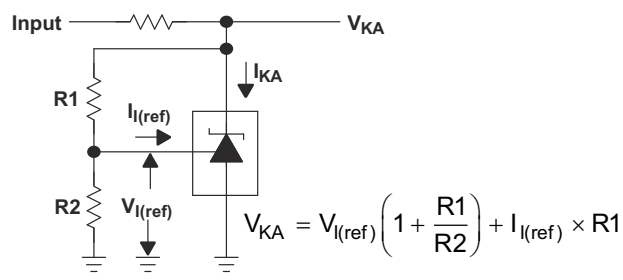 Input
V_KA
I_KA
R1
I_I(ref)
R2
V_I(ref)
V_KA = V_I(ref) (1 + R1/R2) + I_I(ref) × R1